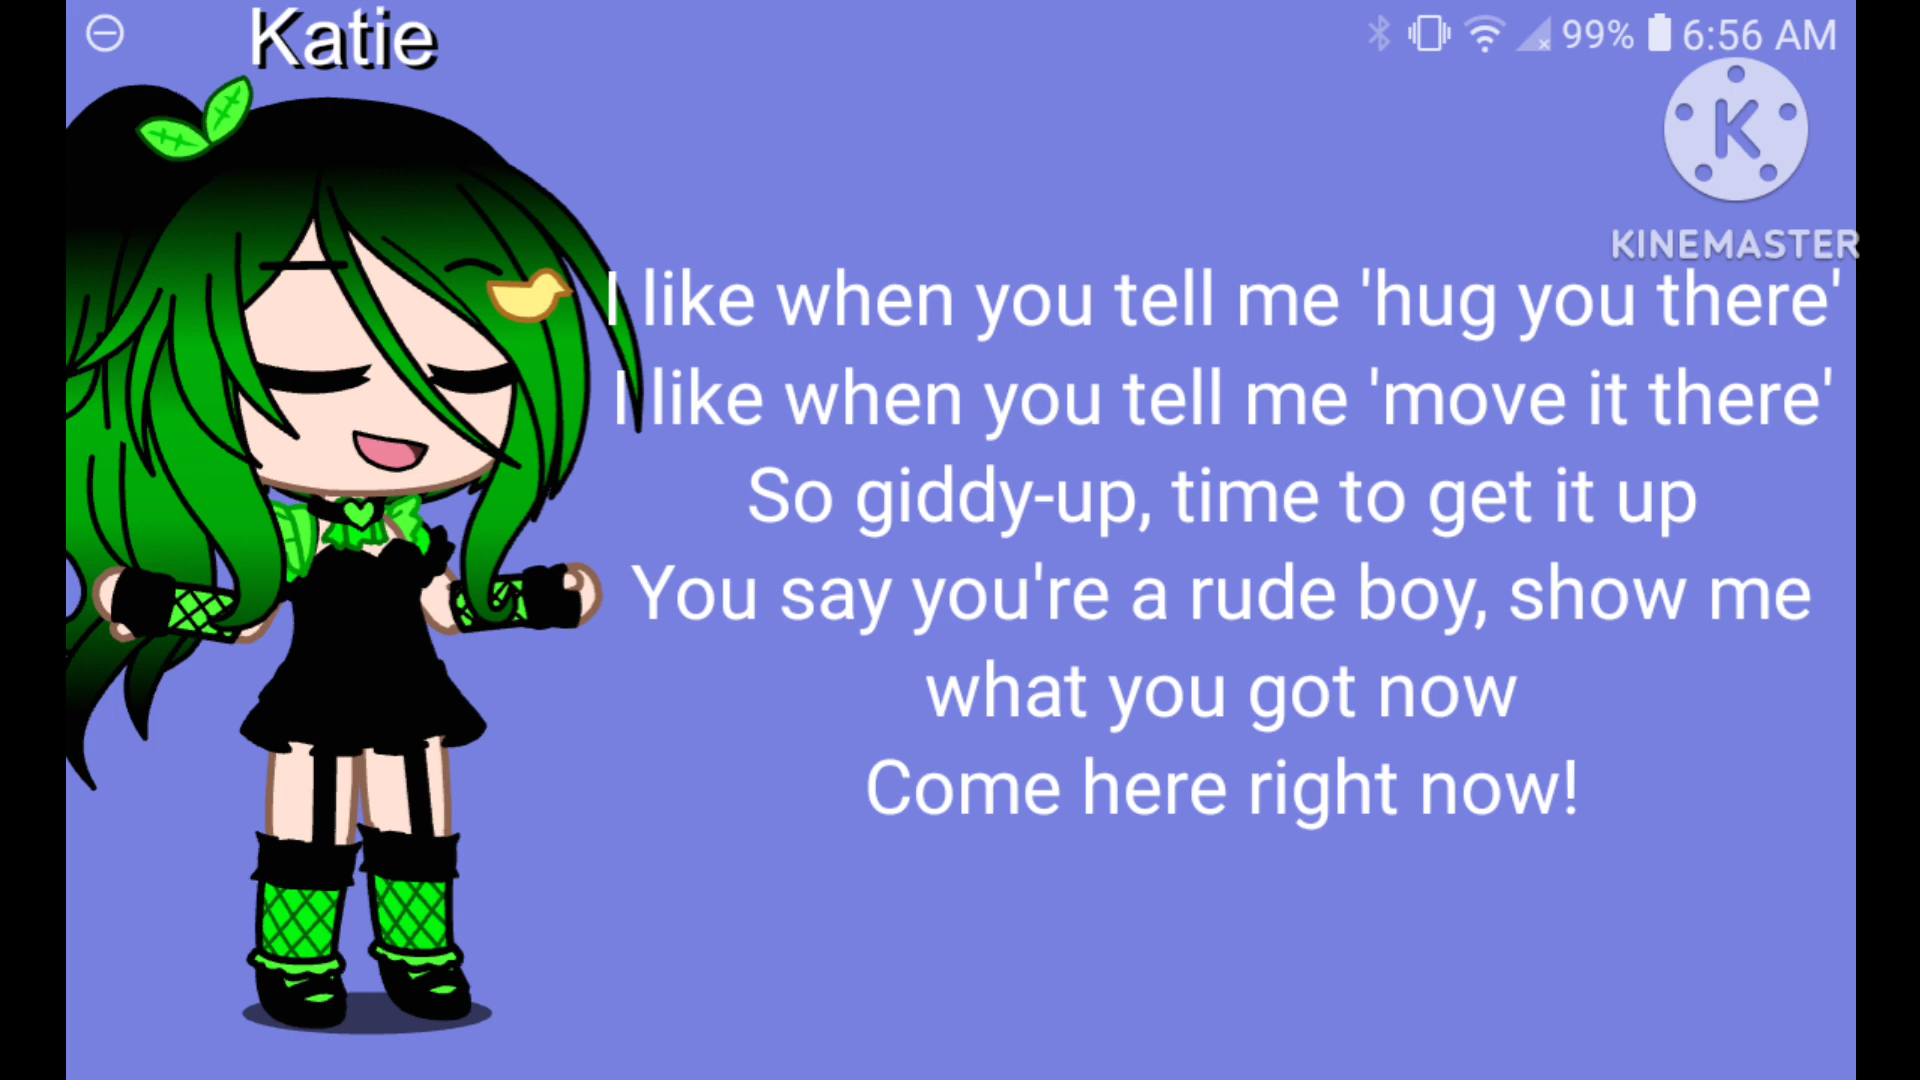 Katie
99% 6:56 AM
K
KINEMASTER
I like when you tell me 'hug you there'
I like when you tell me 'move it there'
So giddy-up, time to get it up
You say you're a rude boy, show me
what you got now
Come here right now!